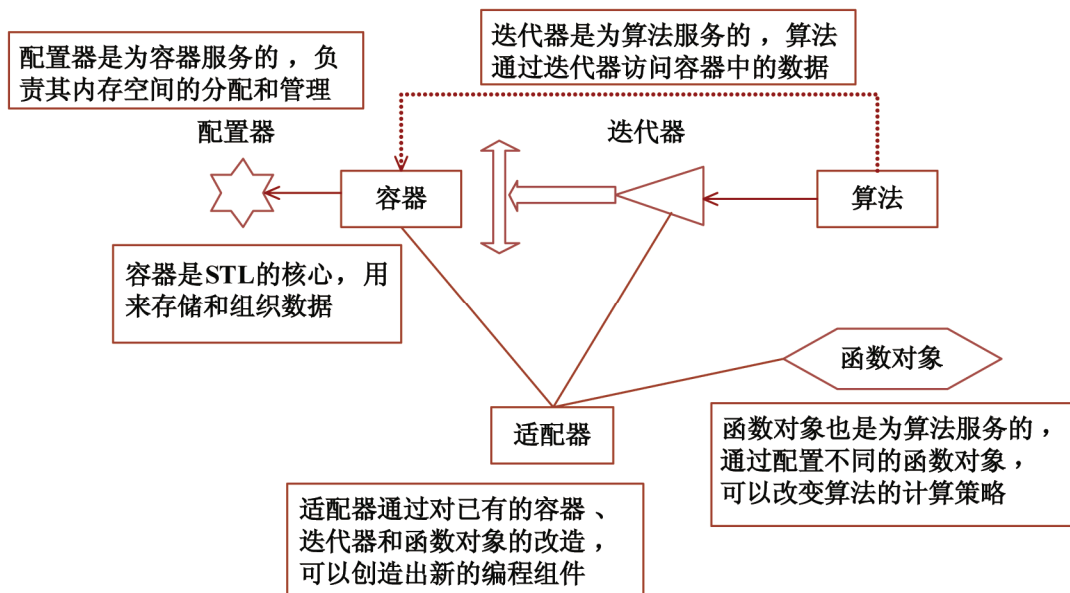 配置器是为容器服务的，负
责其内存空间的分配和管理
迭代器是为算法服务的，算法
通过迭代器访问容器中的数据
配置器
迭代器
容器
算法
容器是STL的核心，用
来存储和组织数据
函数对象
适配器
函数对象也是为算法服务的，
通过配置不同的函数对象，
可以改变算法的计算策略
适配器通过对已有的容器、
迭代器和函数对象的改造，
可以创造出新的编程组件